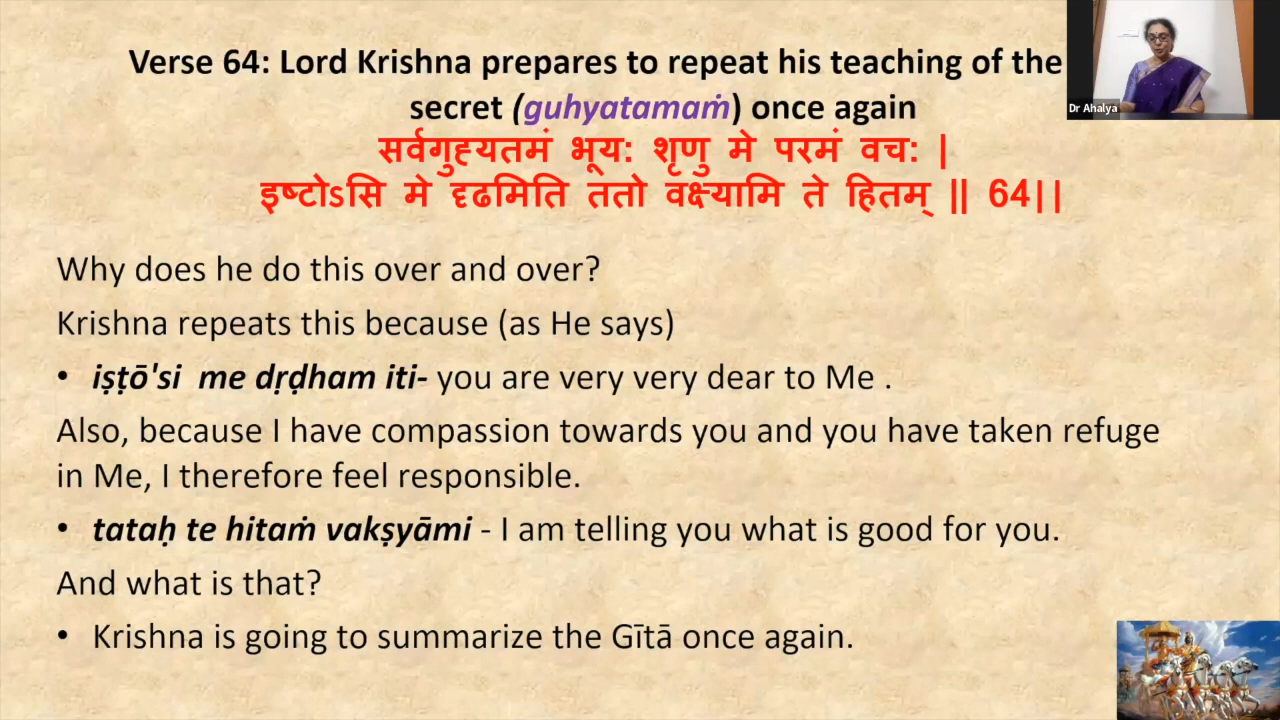 Verse 64: Lord Krishna prepares to repeat his teaching of the
secret (guhyatamaṁ) once again
सर्वगुह्यतमं भूय: शृणु मे परमं वच: |
इष्टोऽसि मे दृढमिति ततो वक्ष्यामि ते हितम् || 64||
Dr Ahalya
Why does he do this over and over?
Krishna repeats this because (as He says)
• iṣṭō'si me dṛḍham iti- you are very very dear to Me .
Also, because I have compassion towards you and you have taken refuge
in Me, I therefore feel responsible.
• tataḥ te hitaṁ vakṣyāmi - I am telling you what is good for you.
And what is that?
• Krishna is going to summarize the Gītā once again.